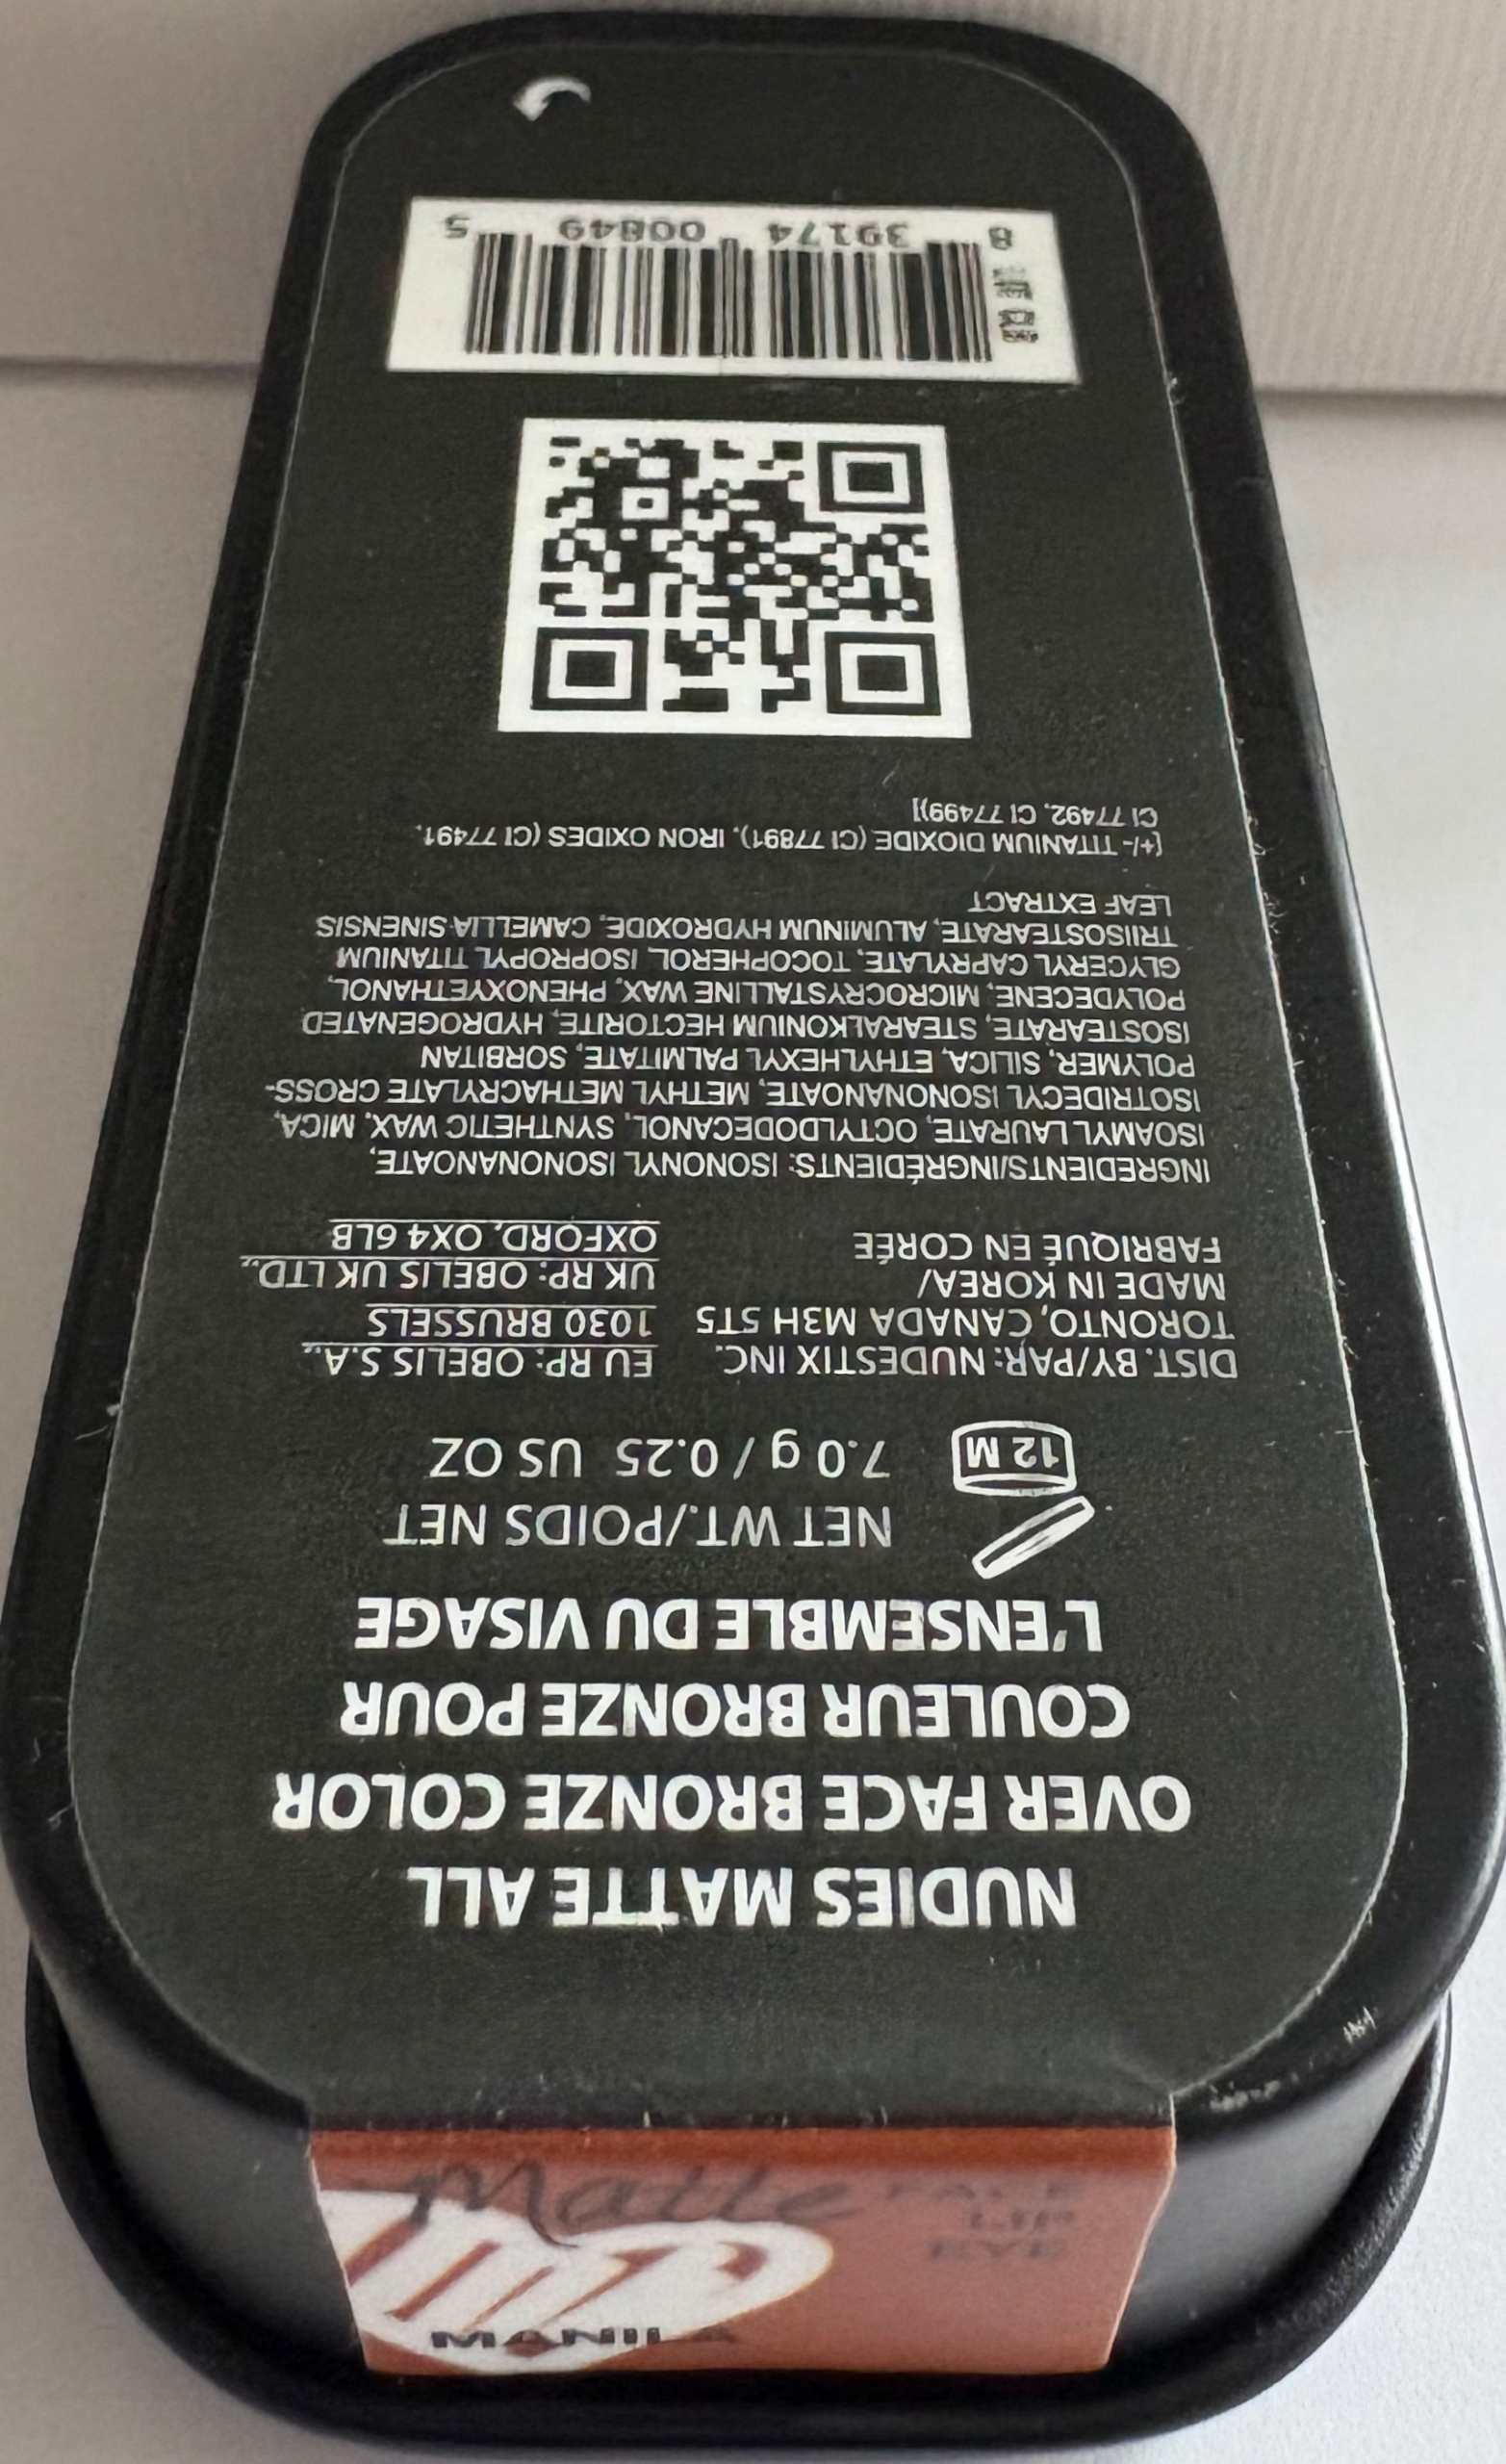 NUDIES MATTE ALL
OVER FACE BRONZE COLOR
COULEUR BRONZE POUR
L'ENSEMBLE DU VISAGE
NET WT./POIDS NET
7.0 g / 0.25 US OZ
12 M
DIST. BY/PAR: NUDESTIX INC.
TORONTO, CANADA M3H 5T5
MADE IN KOREA/
FABRIQUÉ EN CORÉE
EU RP: OBELIS S.A.,
1030 BRUSSELS
UK RP: OBELIS UK LTD.,
OXFORD, OX4 6LB
INGREDIENTS/INGRÉDIENTS: ISONONYL ISONONANOATE,
ISOAMYL LAURATE, OCTYLDODECANOL, SYNTHETIC WAX, MICA,
ISOTRIDECYL ISONONANOATE, METHYL METHACRYLATE CROSS-
POLYMER, SILICA, ETHYLHEXYL PALMITATE, SORBITAN
ISOSTEARATE, STEARALKONIUM HECTORITE, HYDROGENATED
POLYDECENE, MICROCRYSTALLINE WAX, PHENOXYETHANOL,
GLYCERYL CAPRYLATE, TOCOPHEROL, ISOPROPYL TITANIUM
TRIISOSTEARATE, ALUMINUM HYDROXIDE, CAMELLIA SINENSIS
LEAF EXTRACT
[+/- TITANIUM DIOXIDE (CI 77891), IRON OXIDES (CI 77491,
CI 77492, CI 77499)]
8 39174 00849 5
Matte
FACE
LIP
EYE
MANILA